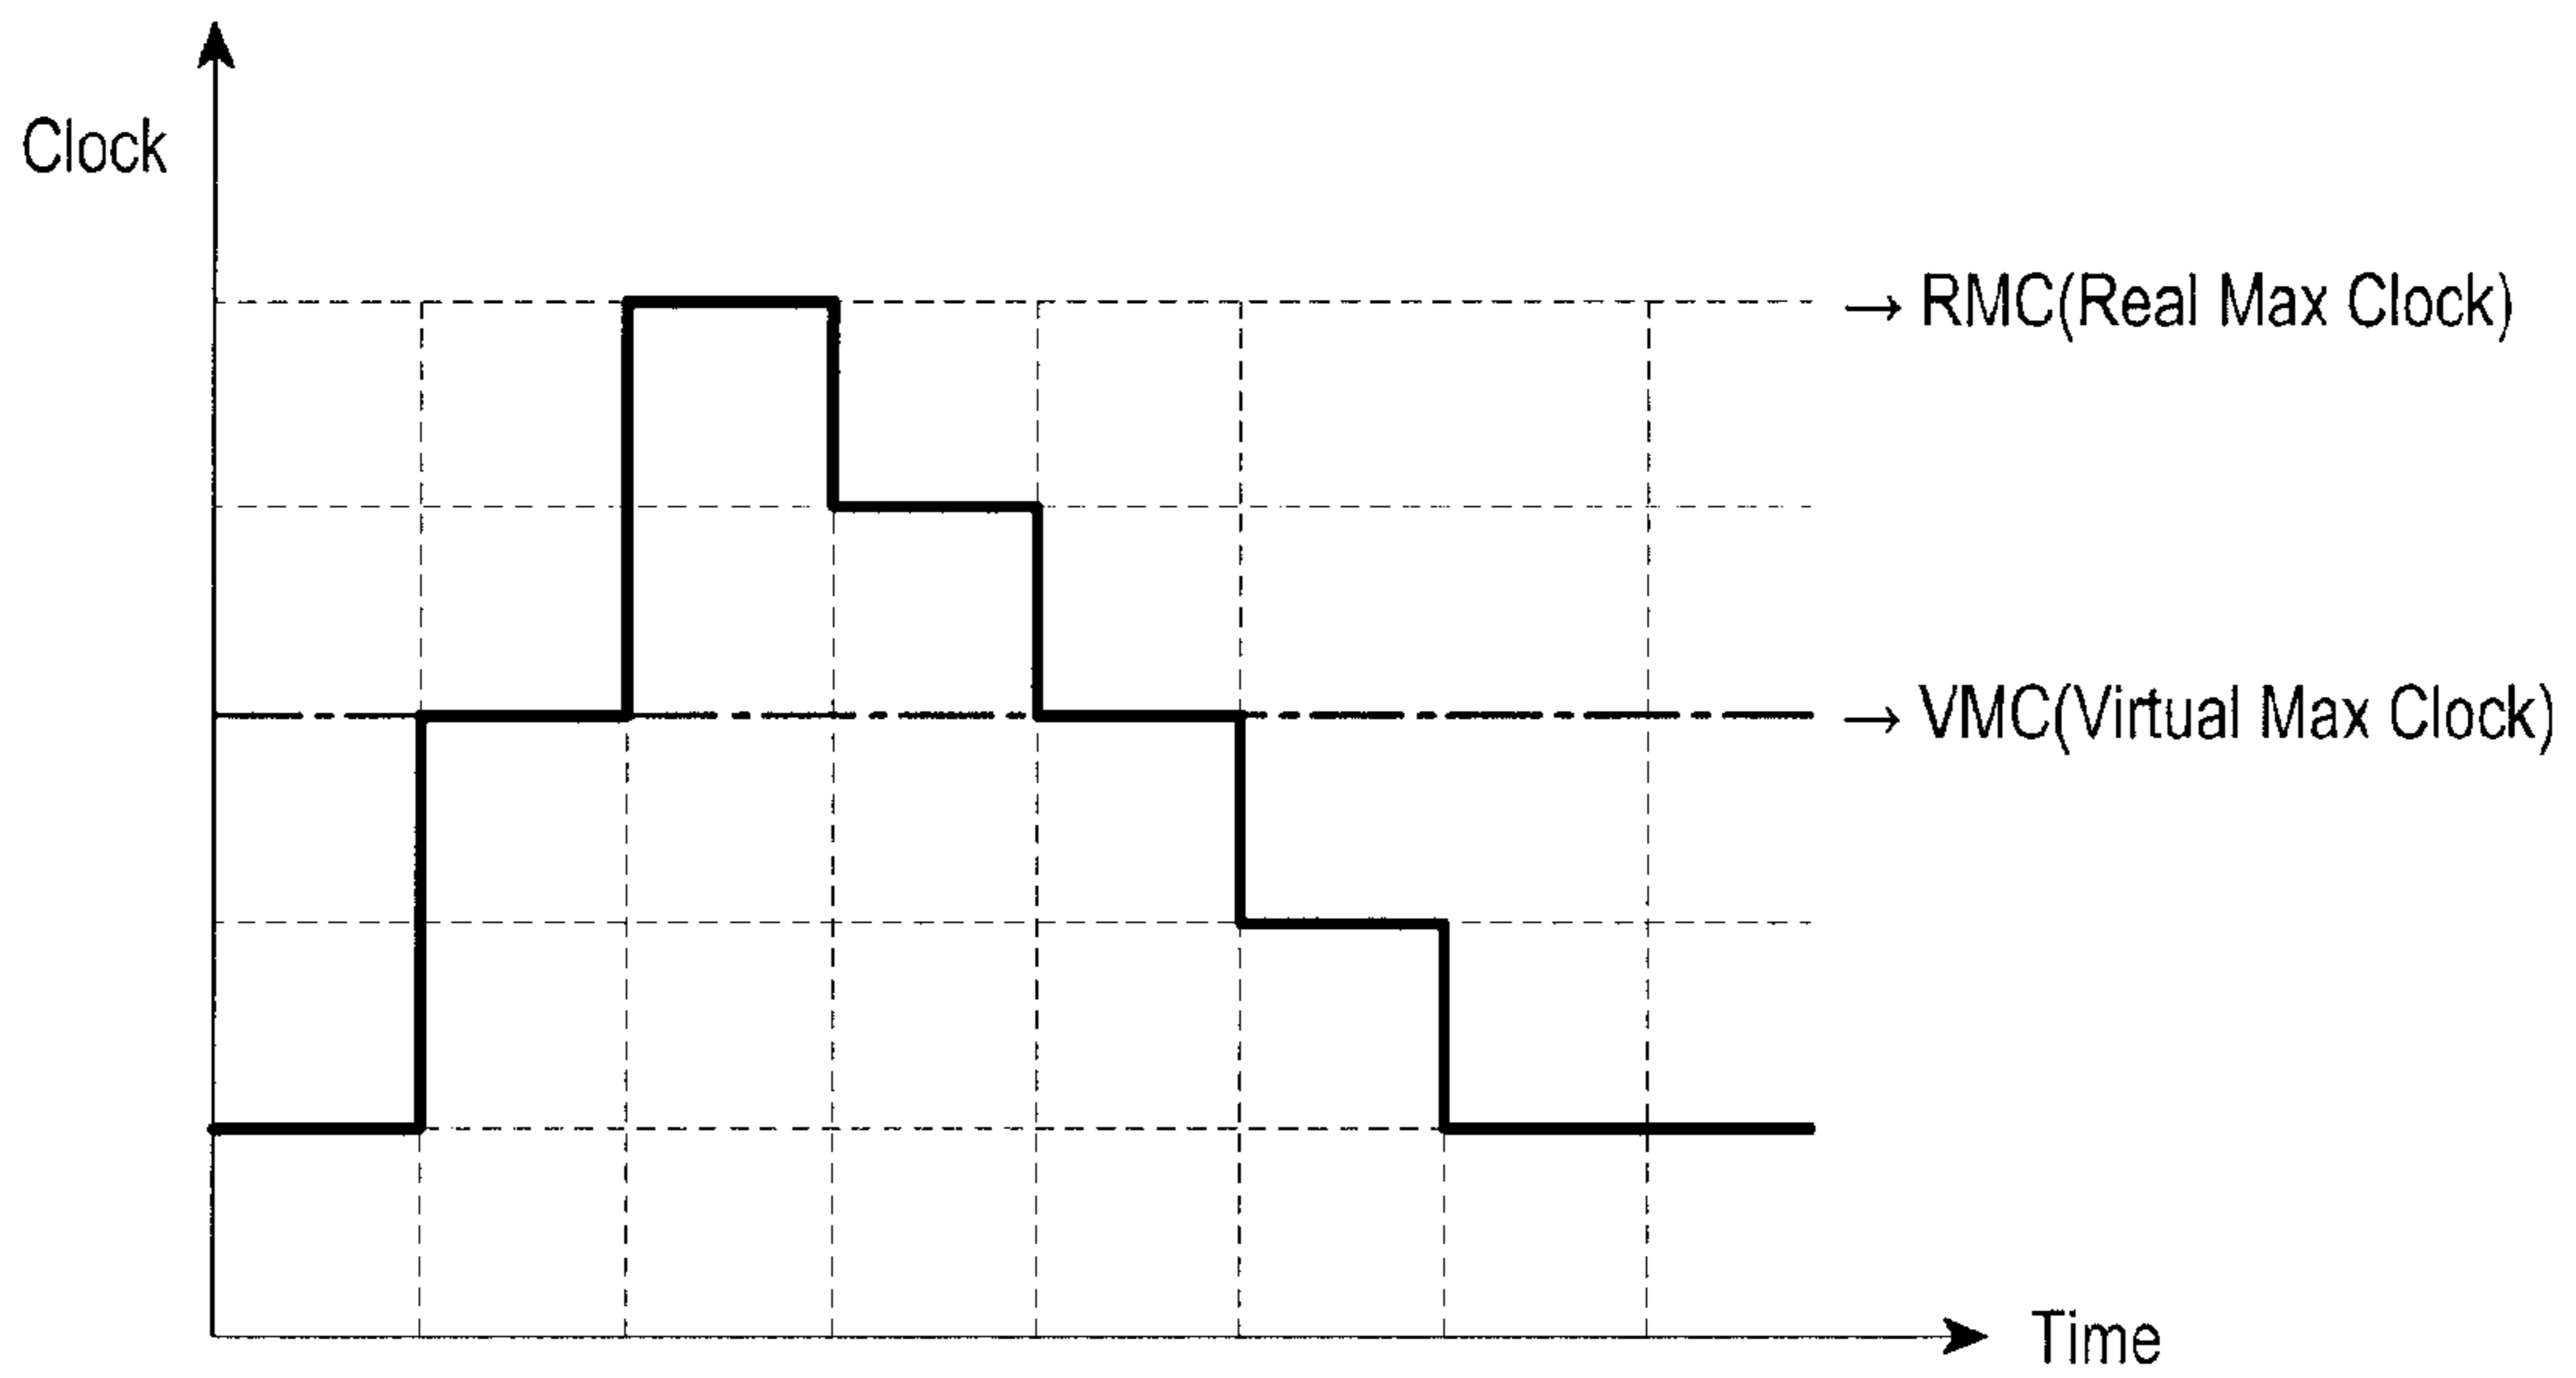 Clock
→ RMC(Real Max Clock)
→ VMC(Virtual Max Clock)
Time